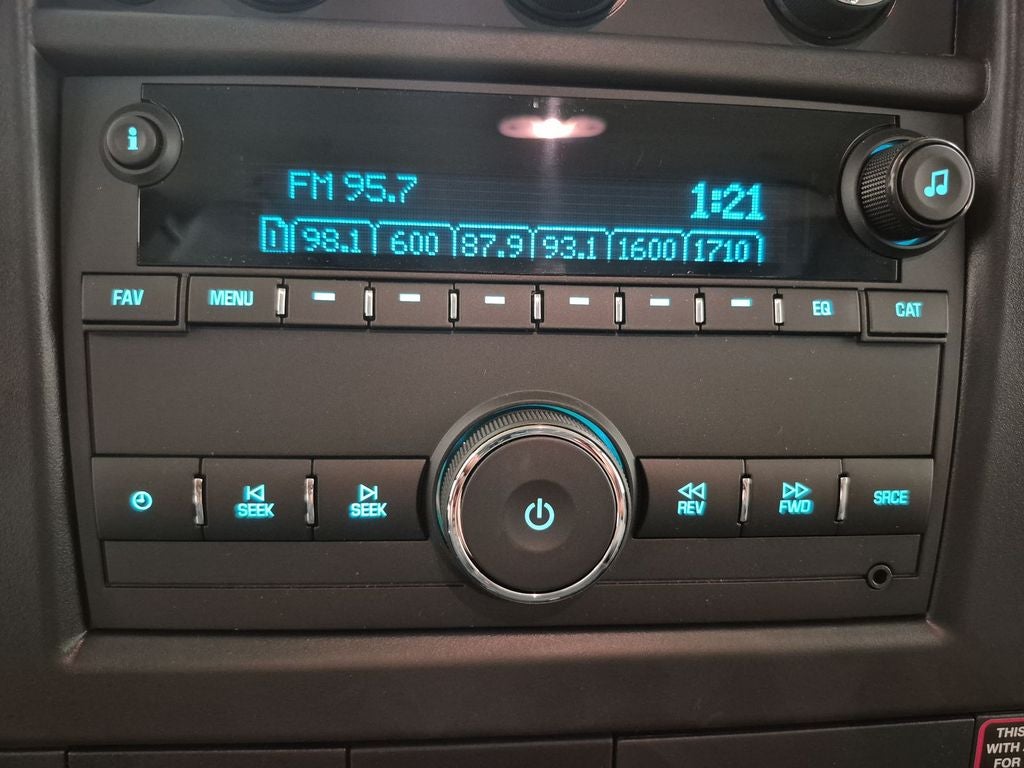 i
FM 95.7 1:21
1 98.1 600 87.9 93.1 1600 1710
FAV MENU EQ CAT
SEEK SEEK REV FWD SRCE
THIS
WITH
FOR